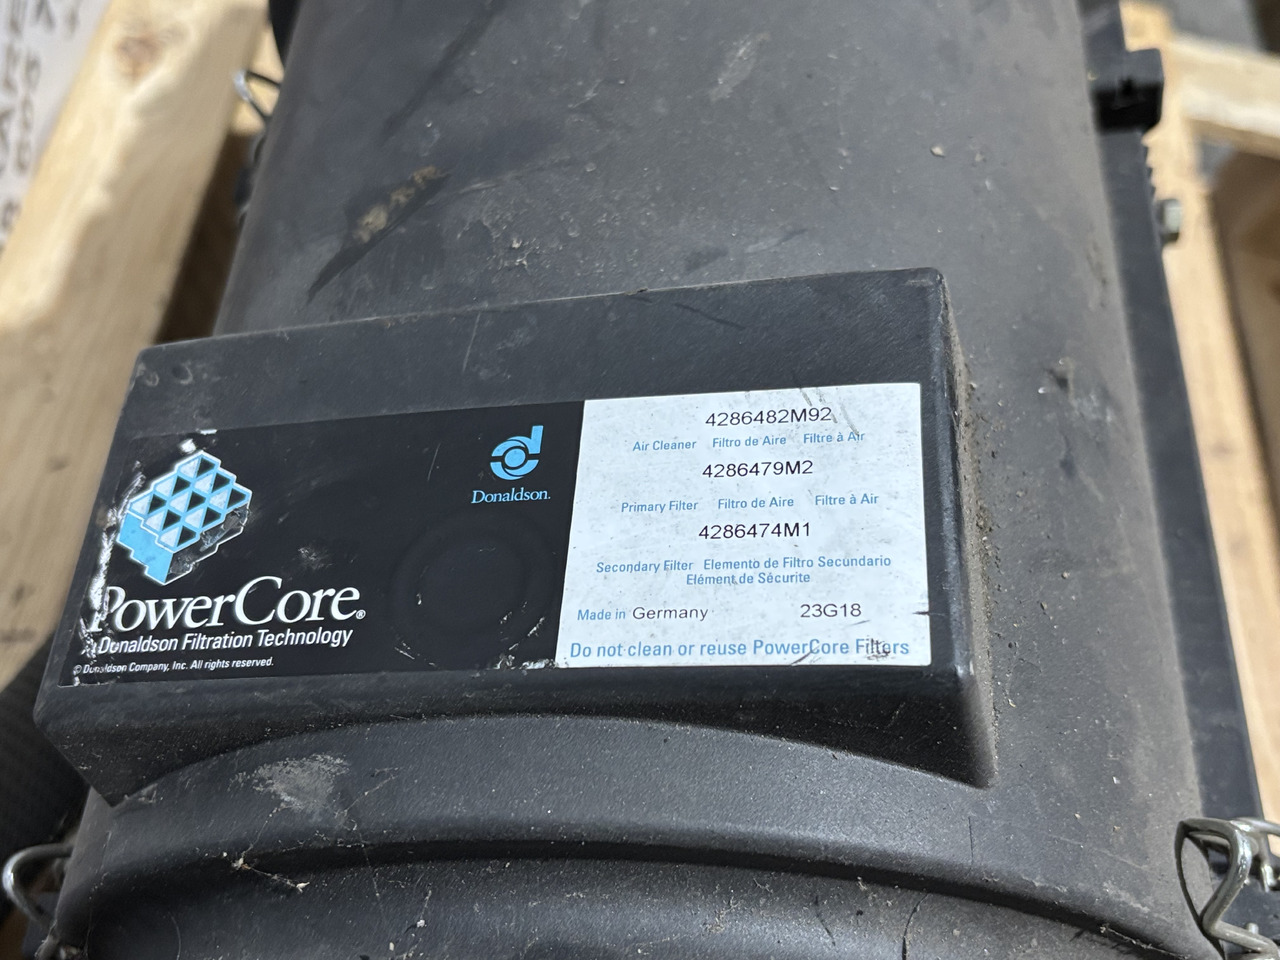 PowerCore®
Donaldson Filtration Technology
© Donaldson Company, Inc. All rights reserved.
Donaldson.
4286482M92
Air Cleaner Filtro de Aire Filtre à Air
4286479M2
Primary Filter Filtro de Aire Filtre à Air
4286474M1
Secondary Filter Elemento de Filtro Secundario
Elément de Sécurite
Made in Germany 23G18
Do not clean or reuse PowerCore Filters